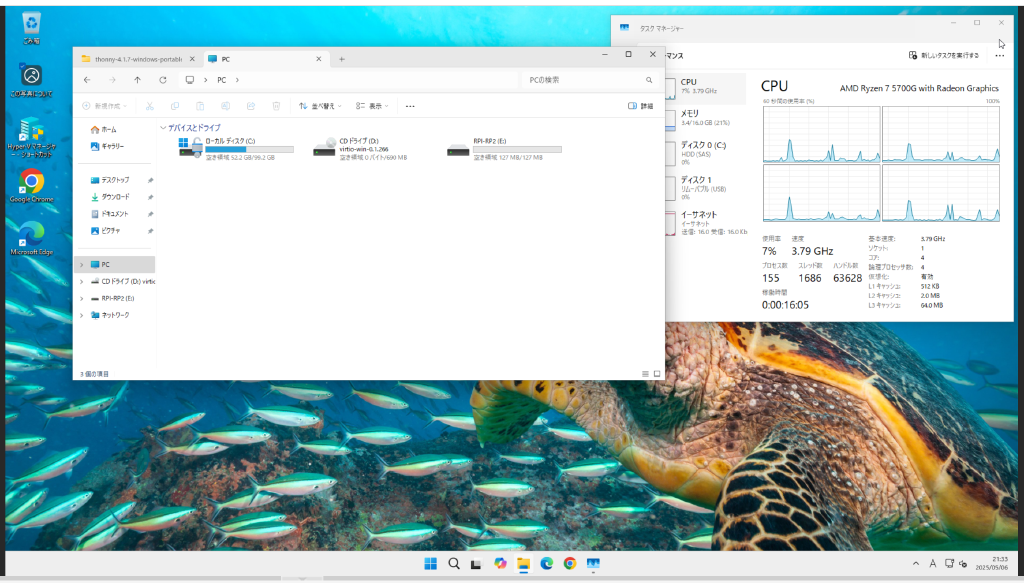 ごみ箱
この写真について
Hyper-V マネージャ
ー - ショートカット
Google Chrome
Microsoft Edge
thonny-4.1.7-windows-portable
PC
PC
PCの検索
新規作成
並べ替え
表示
詳細
ホーム
ギャラリー
デスクトップ
ダウンロード
ドキュメント
ピクチャ
PC
CD ドライブ (D:) virtic
RPI-RP2 (E:)
ネットワーク
デバイスとドライブ
ローカル ディスク (C:)
空き領域 52.2 GB/99.2 GB
CD ドライブ (D:)
virtio-win-0.1.266
空き領域 0 バイト/690 MB
RPI-RP2 (E:)
空き領域 127 MB/127 MB
3 個の項目
タスク マネージャー
マンス
新しいタスクを実行する
CPU
7% 3.79 GHz
メモリ
3.4/16.0 GB (21%)
ディスク 0 (C:)
HDD (SAS)
0%
ディスク 1
リムーバブル (USB)
0%
イーサネット
イーサネット
送信: 16.0 受信: 16.0 Kb
CPU
AMD Ryzen 7 5700G with Radeon Graphics
60 秒間の使用率 (%)
100%
使用率
速度
7%
3.79 GHz
プロセス数
スレッド数
ハンドル数
155
1686
63628
稼働時間
0:00:16:05
基本速度:
3.79 GHz
ソケット:
1
コア:
4
論理プロセッサ数:
4
仮想化:
有効
L1 キャッシュ:
512 KB
L2 キャッシュ:
2.0 MB
L3 キャッシュ:
64.0 MB
A
21:33
2025/05/06